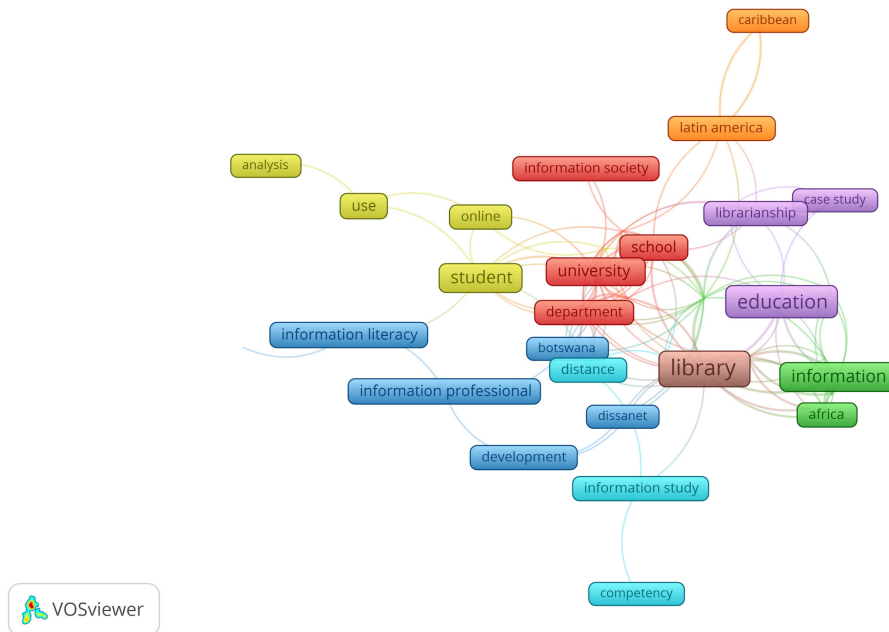 caribbean
latin america
analysis
information society
use
online
librarianship
case study
school
university
student
education
department
information literacy
botswana
distance
library
information
information professional
dissanet
africa
development
information study
competency
VOSviewer